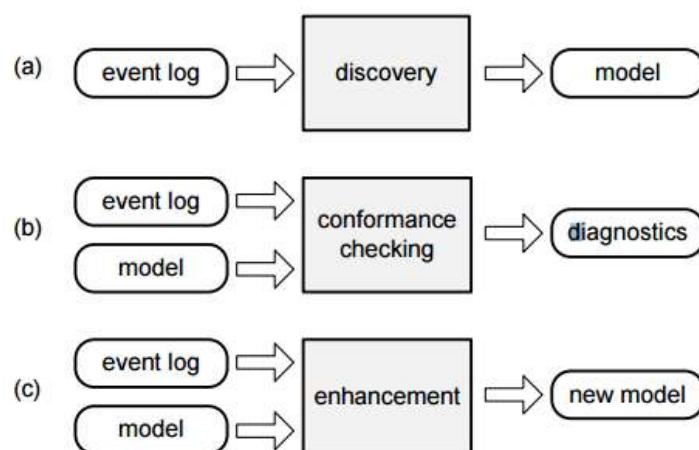 (a)
event log
discovery
model
(b)
event log
model
conformance
checking
diagnostics
(c)
event log
model
enhancement
new model